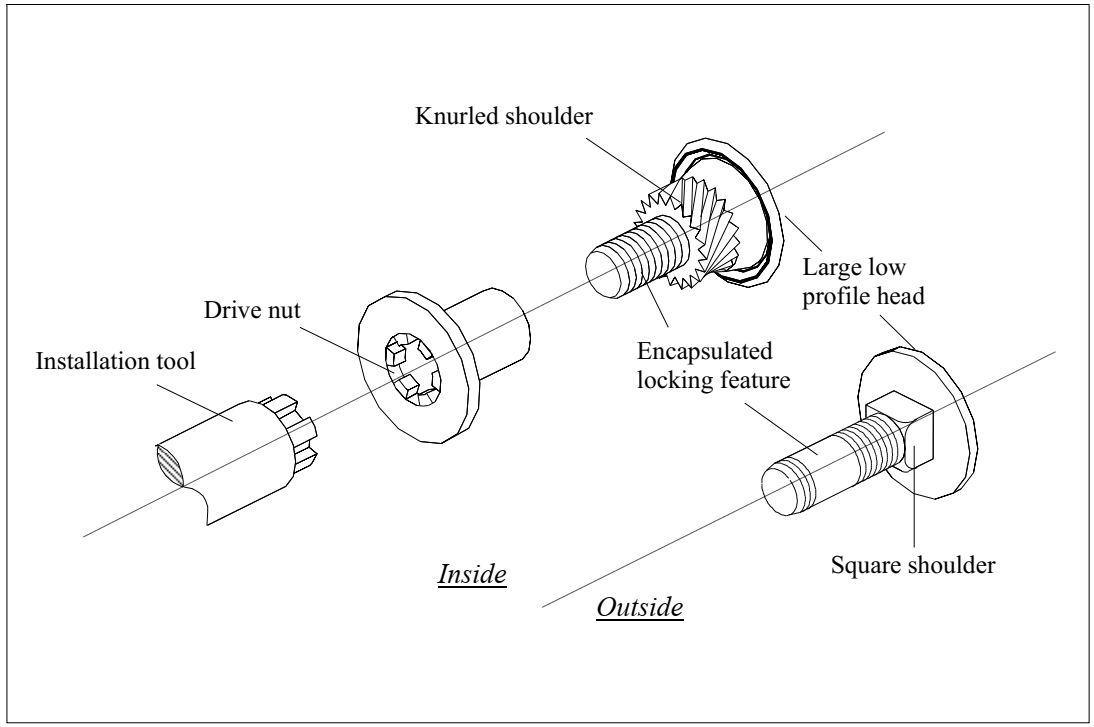 Knurled shoulder
Large low
profile head
Drive nut
Installation tool
Encapsulated
locking feature
Square shoulder
Inside
Outside